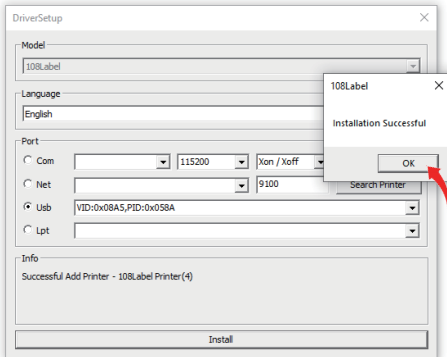 DriverSetup
Model
108Label
Language
English
Port
Com
115200
Xon / Xoff
Net
9100
Search Printer
Usb
VID:0x08A5,PID:0x058A
Lpt
Info
Successful Add Printer - 108Label Printer(4)
Install
108Label
Installation Successful
OK